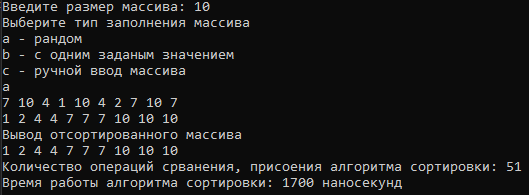 Введите размер массива: 10
Выберите тип заполнения массива
a - рандом
b - с одним заданым значением
c - ручной ввод массива
a
7 10 4 1 10 4 2 7 10 7
1 2 4 4 7 7 7 10 10 10
Вывод отсортированного массива
1 2 4 4 7 7 7 10 10 10
Количество операций срванения, присоения алгоритма сортировки: 51
Время работы алгоритма сортировки: 1700 наносекунд